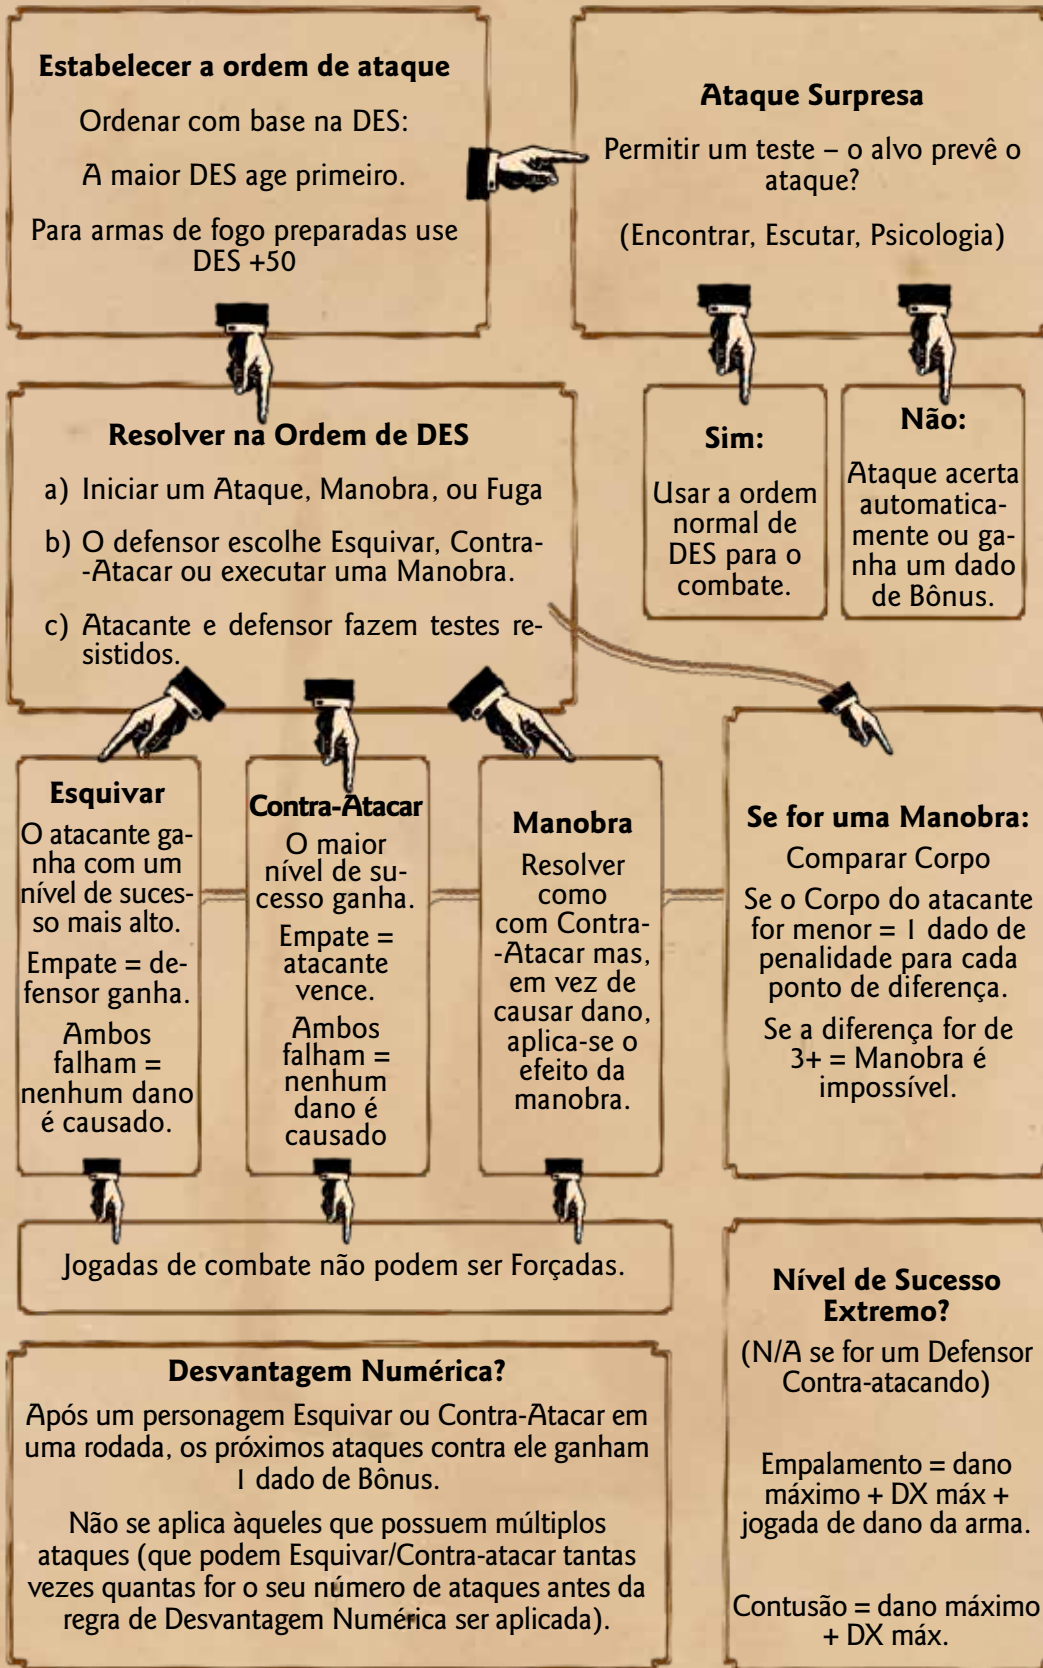 Estabelecer a ordem de ataque
Ordenar com base na DES:
A maior DES age primeiro.
Para armas de fogo preparadas use
DES +50
Ataque Surpresa
Permitir um teste – o alvo prevê o
ataque?
(Encontrar, Escutar, Psicologia)
Resolver na Ordem de DES
a) Iniciar um Ataque, Manobra, ou Fuga
b) O defensor escolhe Esquivar, Contra-
-Atacar ou executar uma Manobra.
c) Atacante e defensor fazem testes re-
sistidos.
Sim:
Usar a ordem
normal de
DES para o
combate.
Não:
Ataque acerta
automatica-
mente ou ga-
nha um dado
de Bônus.
Esquivar
O atacante ga-
nha com um
nível de suces-
so mais alto.
Empate = de-
fensor ganha.
Ambos
falham =
nenhum dano
é causado.
Contra-Atacar
O maior
nível de su-
cesso ganha.
Empate =
atacante
vence.
Ambos
falham =
nenhum
dano é
causado
Manobra
Resolver
como
com Contra-
-Atacar mas,
em vez de
causar dano,
aplica-se o
efeito da
manobra.
Se for uma Manobra:
Comparar Corpo
Se o Corpo do atacante
for menor = 1 dado de
penalidade para cada
ponto de diferença.
Se a diferença for de
3+ = Manobra é
impossível.
Jogadas de combate não podem ser Forçadas.
Desvantagem Numérica?
Após um personagem Esquivar ou Contra-Atacar em
uma rodada, os próximos ataques contra ele ganham
1 dado de Bônus.
Não se aplica àqueles que possuem múltiplos
ataques (que podem Esquivar/Contra-atacar tantas
vezes quantas for o seu número de ataques antes da
regra de Desvantagem Numérica ser aplicada).
Nível de Sucesso
Extremo?
(N/A se for um Defensor
Contra-atacando)
Empalamento = dano
máximo + DX máx +
jogada de dano da arma.
Contusão = dano máximo
+ DX máx.